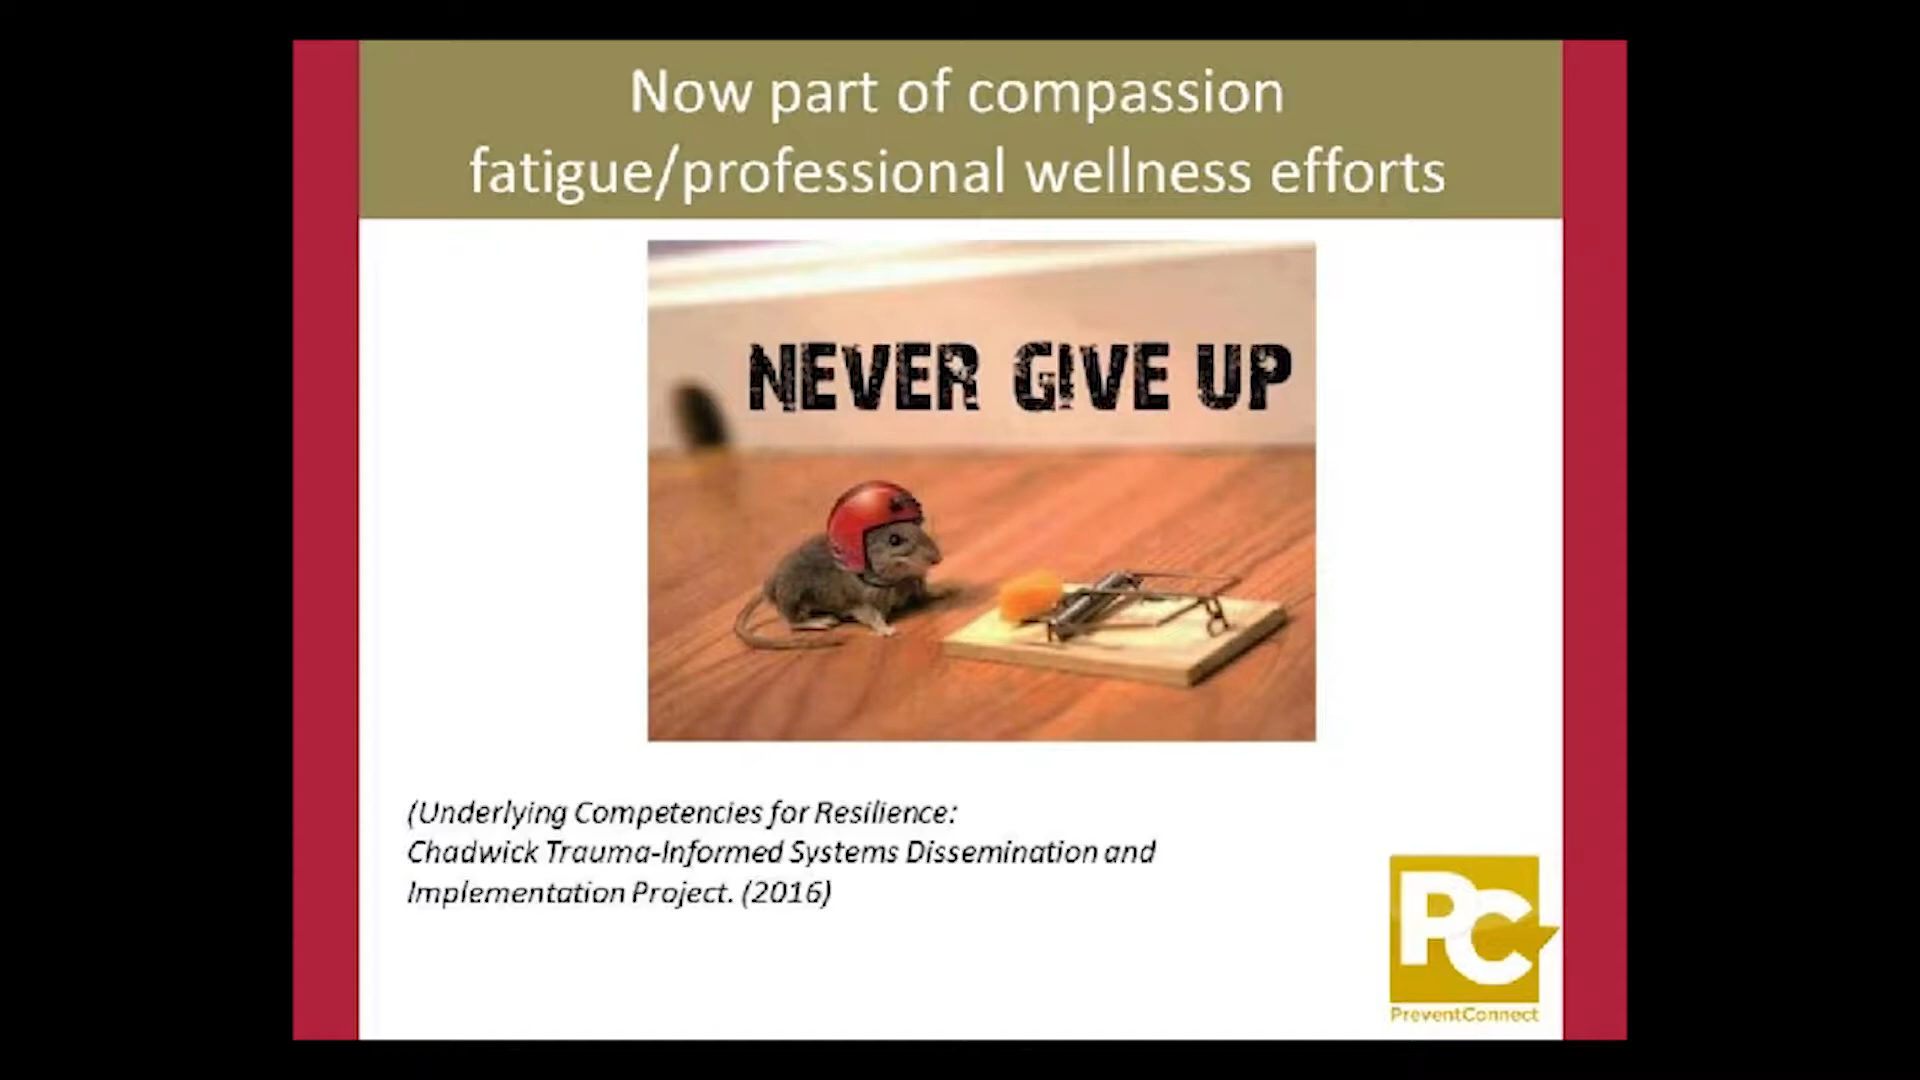 Now part of compassion
fatigue/professional wellness efforts
NEVER GIVE UP
(Underlying Competencies for Resilience:
Chadwick Trauma-Informed Systems Dissemination and
Implementation Project. (2016)
PC
PreventConnect